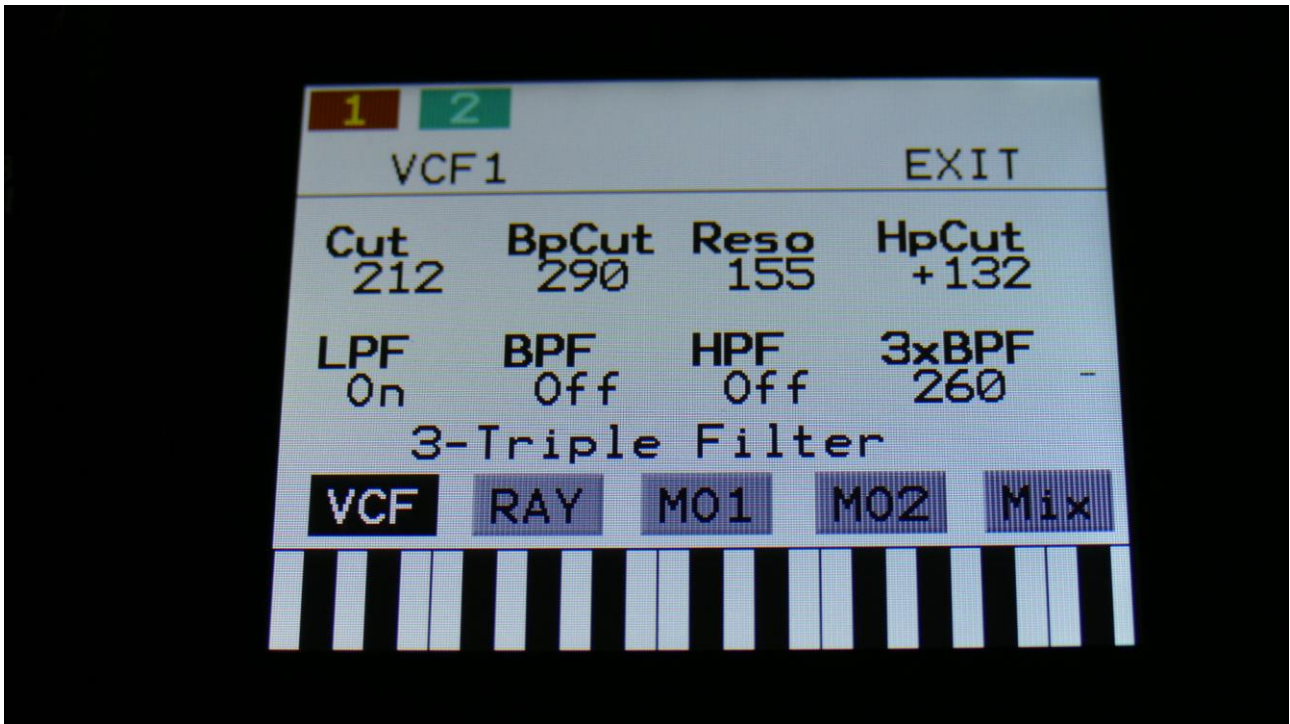 1 2
VCF1 EXIT
Cut BpCut Reso HpCut
212 290 155 +132
LPF BPF HPF 3xBPF
On Off Off 260 -
3-Triple Filter
VCF RAY MO1 MO2 Mix